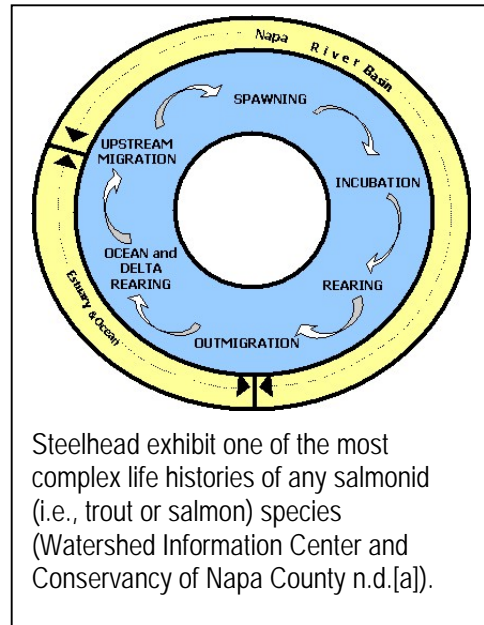 Napa River Basin
SPAWNING
INCUBATION
REARING
OUTMIGRATION
OCEAN and
DELTA
REARING
UPSTREAM
MIGRATION
Estuary & Ocean
Steelhead exhibit one of the most
complex life histories of any salmonid
(i.e., trout or salmon) species
(Watershed Information Center and
Conservancy of Napa County n.d.[a]).